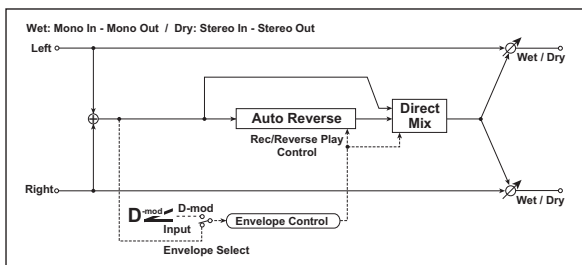 Wet: Mono In - Mono Out / Dry: Stereo In - Stereo Out
Left
Wet / Dry
Auto Reverse
Direct
Mix
Rec/Reverse Play
Control
Right
Wet / Dry
D-mod D-mod
Input
Envelope Control
Envelope Select